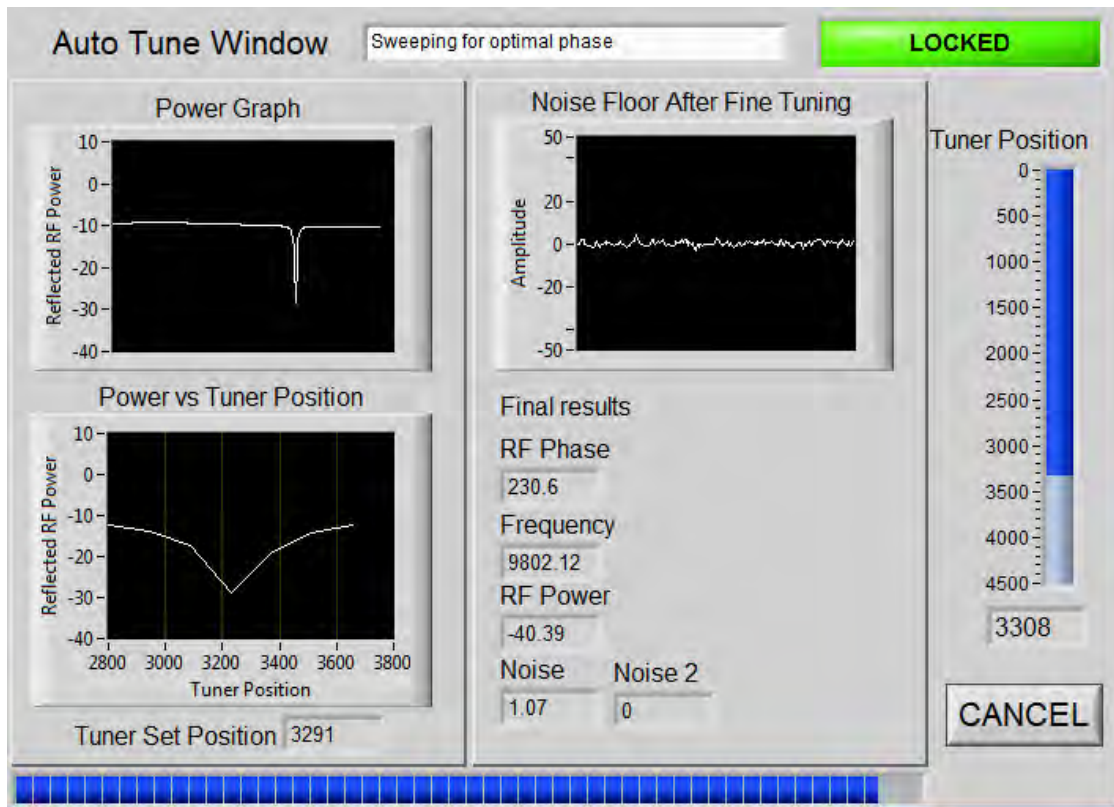 Auto Tune Window
Sweeping for optimal phase
LOCKED
Power Graph
Reflected RF Power
10
0
-10
-20
-30
-40
Power vs Tuner Position
Reflected RF Power
10
0
-10
-20
-30
-40
2800 3000 3200 3400 3600 3800
Tuner Position
Tuner Set Position 3291
Noise Floor After Fine Tuning
Amplitude
50
20
0
-20
-50
Final results
RF Phase
230.6
Frequency
9802.12
RF Power
-40.39
Noise Noise 2
1.07 0
Tuner Position
0
500
1000
1500
2000
2500
3000
3500
4000
4500
3308
CANCEL